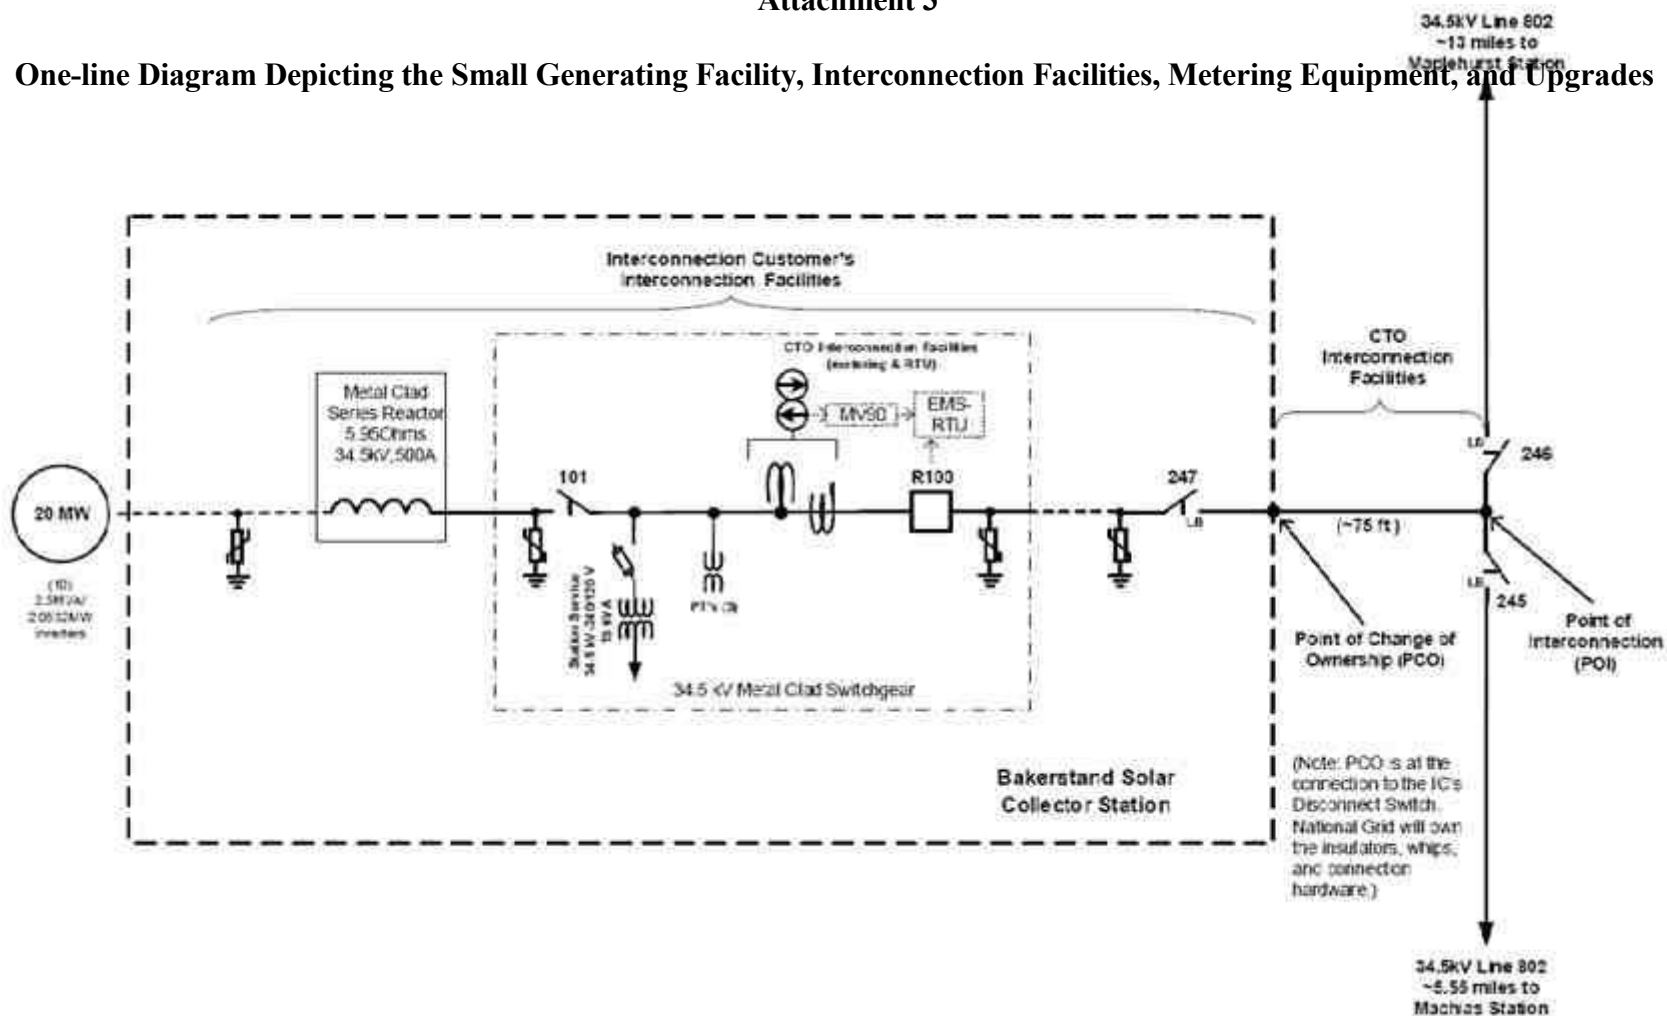 Attachment 3
34.5kV Line 802
~13 miles to
Maplehurst Station
One-line Diagram Depicting the Small Generating Facility, Interconnection Facilities, Metering Equipment, and Upgrades
Interconnection Customer's
Interconnection Facilities
CTO Interconnection Facilities
(metering & RTU)
CTO
Interconnection
Facilities
Metal Clad
Series Reactor
5.95Ohms
34.5kV,500A
MV90
EMS-
RTU
LB
246
101
R100
247
20 MW
LB
(~75 ft)
(10)
inverters
Station Service
34.5 kV-240/120 V
15 kVA
PT's (3)
LB
245
Point of Change of
Ownership (PCO)
Point of
Interconnection
(POI)
34.5 kV Metal Clad Switchgear
Bakerstand Solar
Collector Station
(Note: PCO is at the
connection to the IC's
Disconnect Switch.
National Grid will own
the insulators, whips,
and connection
hardware.)
34.5kV Line 802
~5.55 miles to
Machias Station